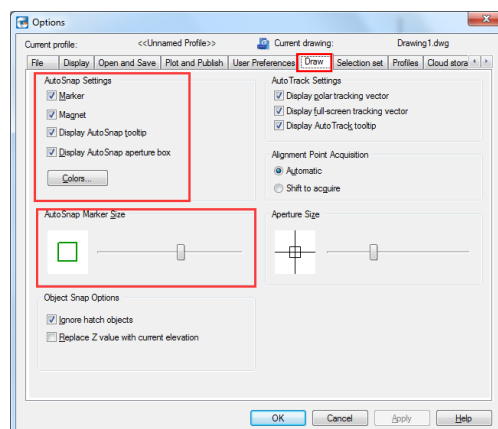 Options
Current profile: <<Unnamed Profile>> Current drawing: Drawing1.dwg
File Display Open and Save Plot and Publish User Preferences Draw Selection set Profiles Cloud stora
AutoSnap Settings
Marker
Magnet
Display AutoSnap tooltip
Display AutoSnap aperture box
Colors...
AutoTrack Settings
Display polar tracking vector
Display full-screen tracking vector
Display AutoTrack tooltip
Alignment Point Acquisition
Automatic
Shift to acquire
AutoSnap Marker Size
Aperture Size
Object Snap Options
Ignore hatch objects
Replace Z value with current elevation
OK Cancel Apply Help